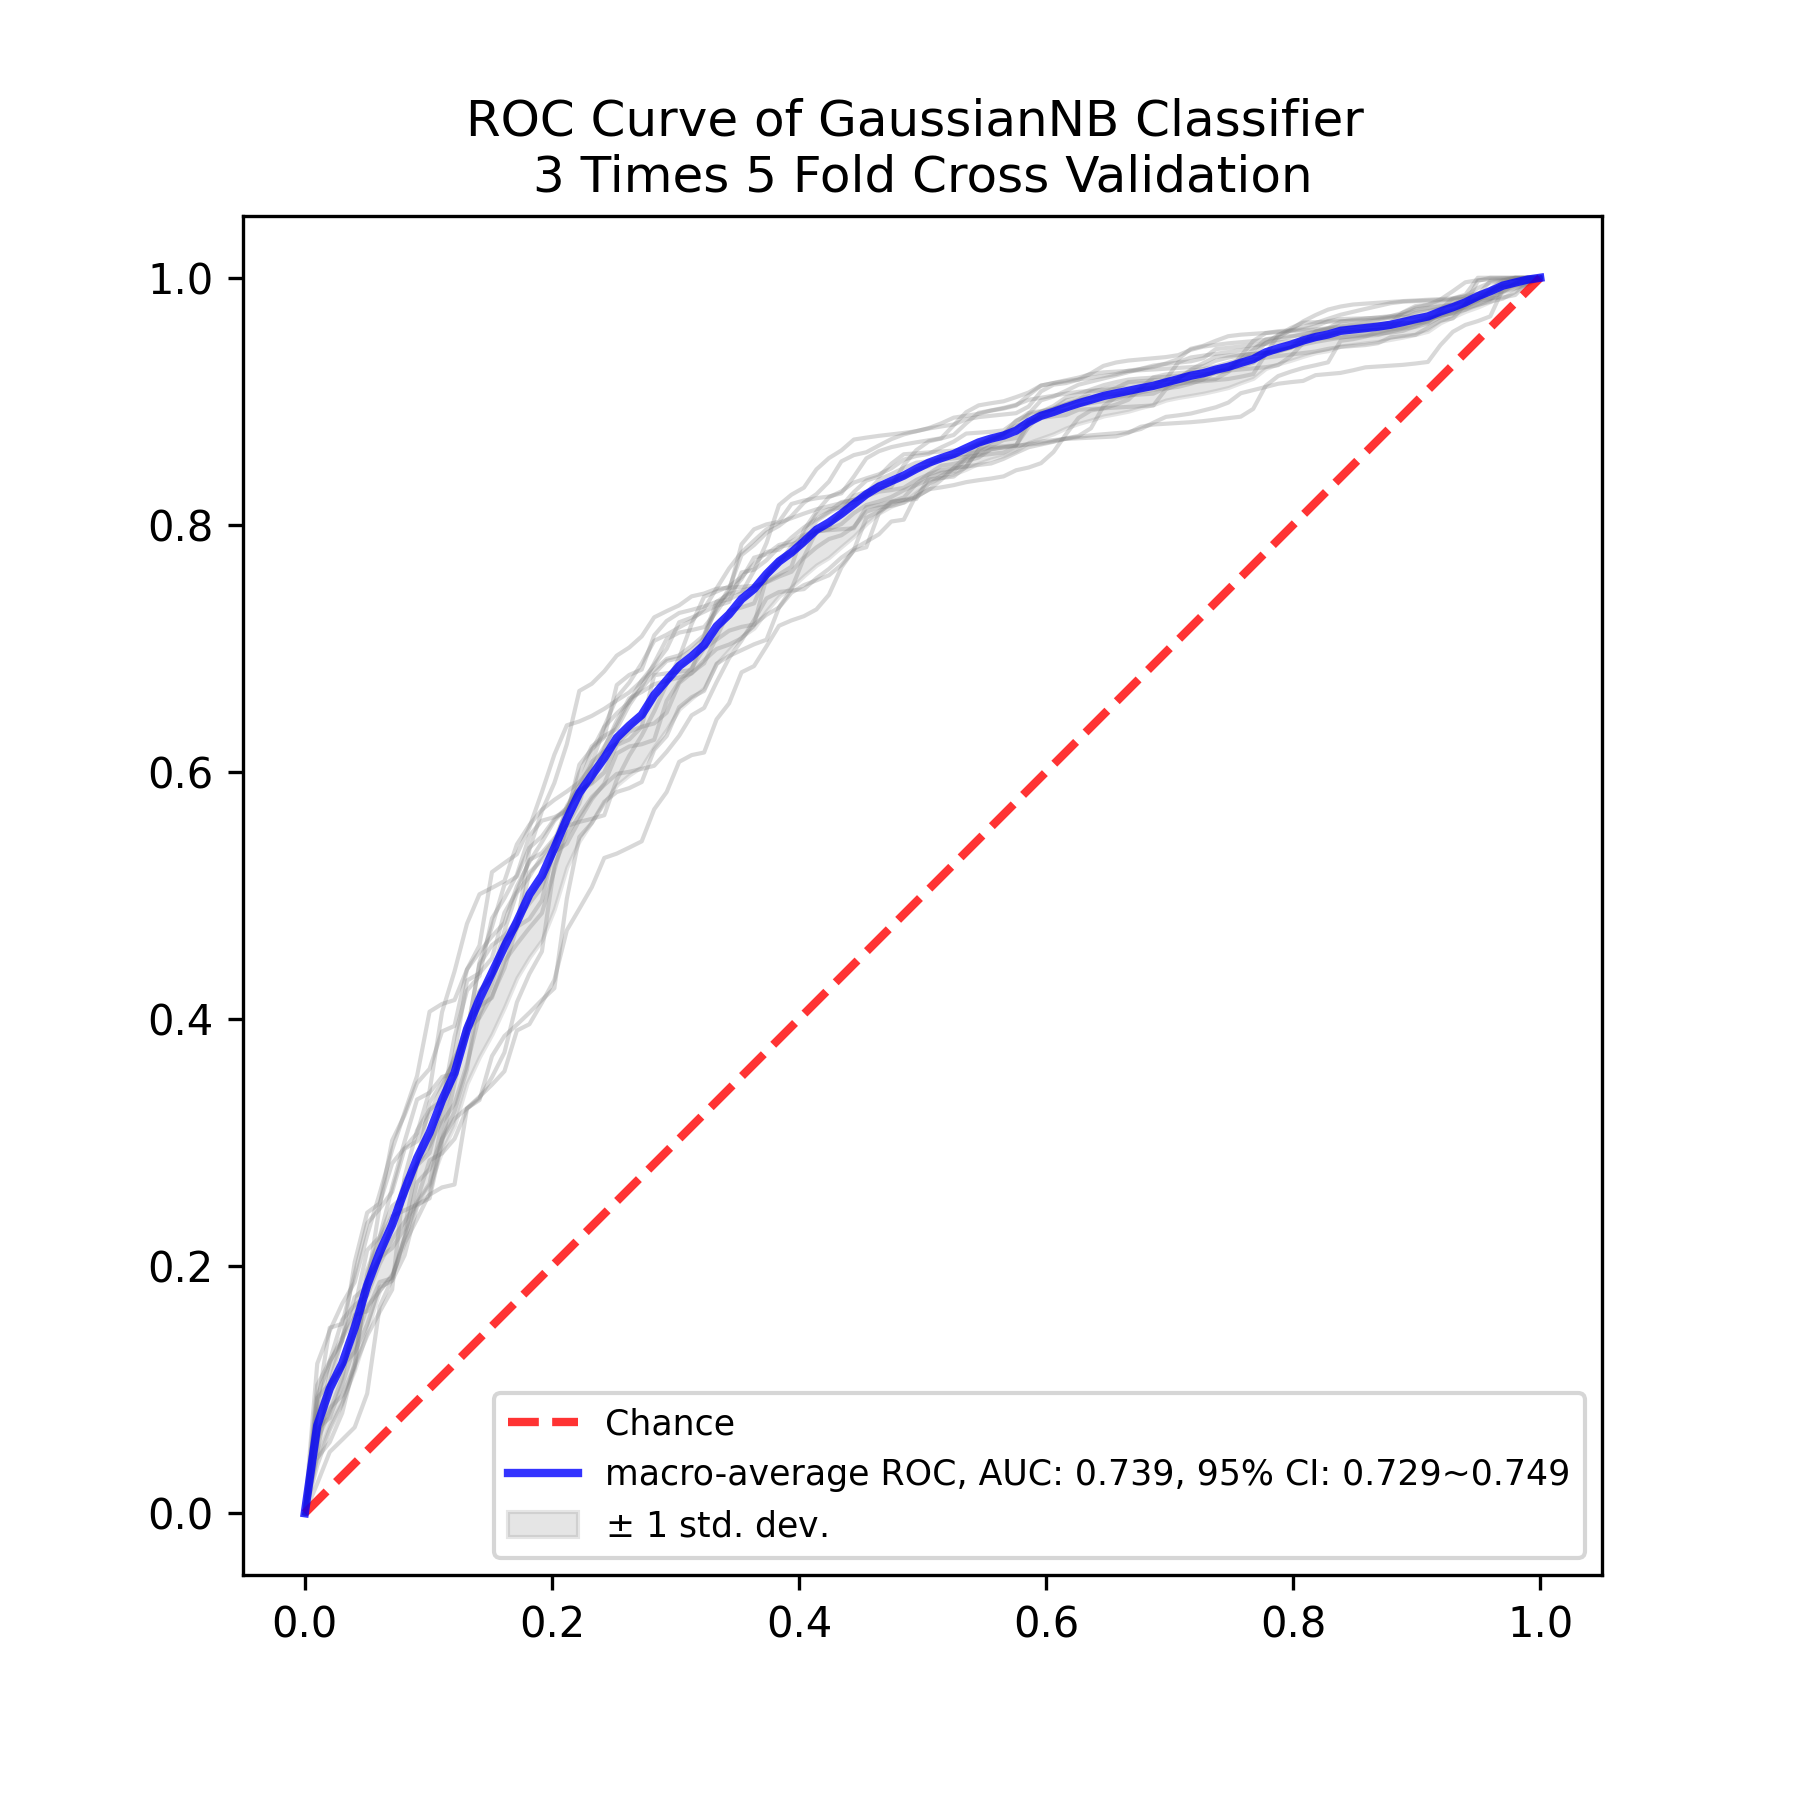 ROC Curve of GaussianNB Classifier
3 Times 5 Fold Cross Validation
1.0
0.8
0.6
0.4
0.2
0.0
Chance
macro-average ROC, AUC: 0.739, 95% CI: 0.729~0.749
± 1 std. dev.
0.0 0.2 0.4 0.6 0.8 1.0